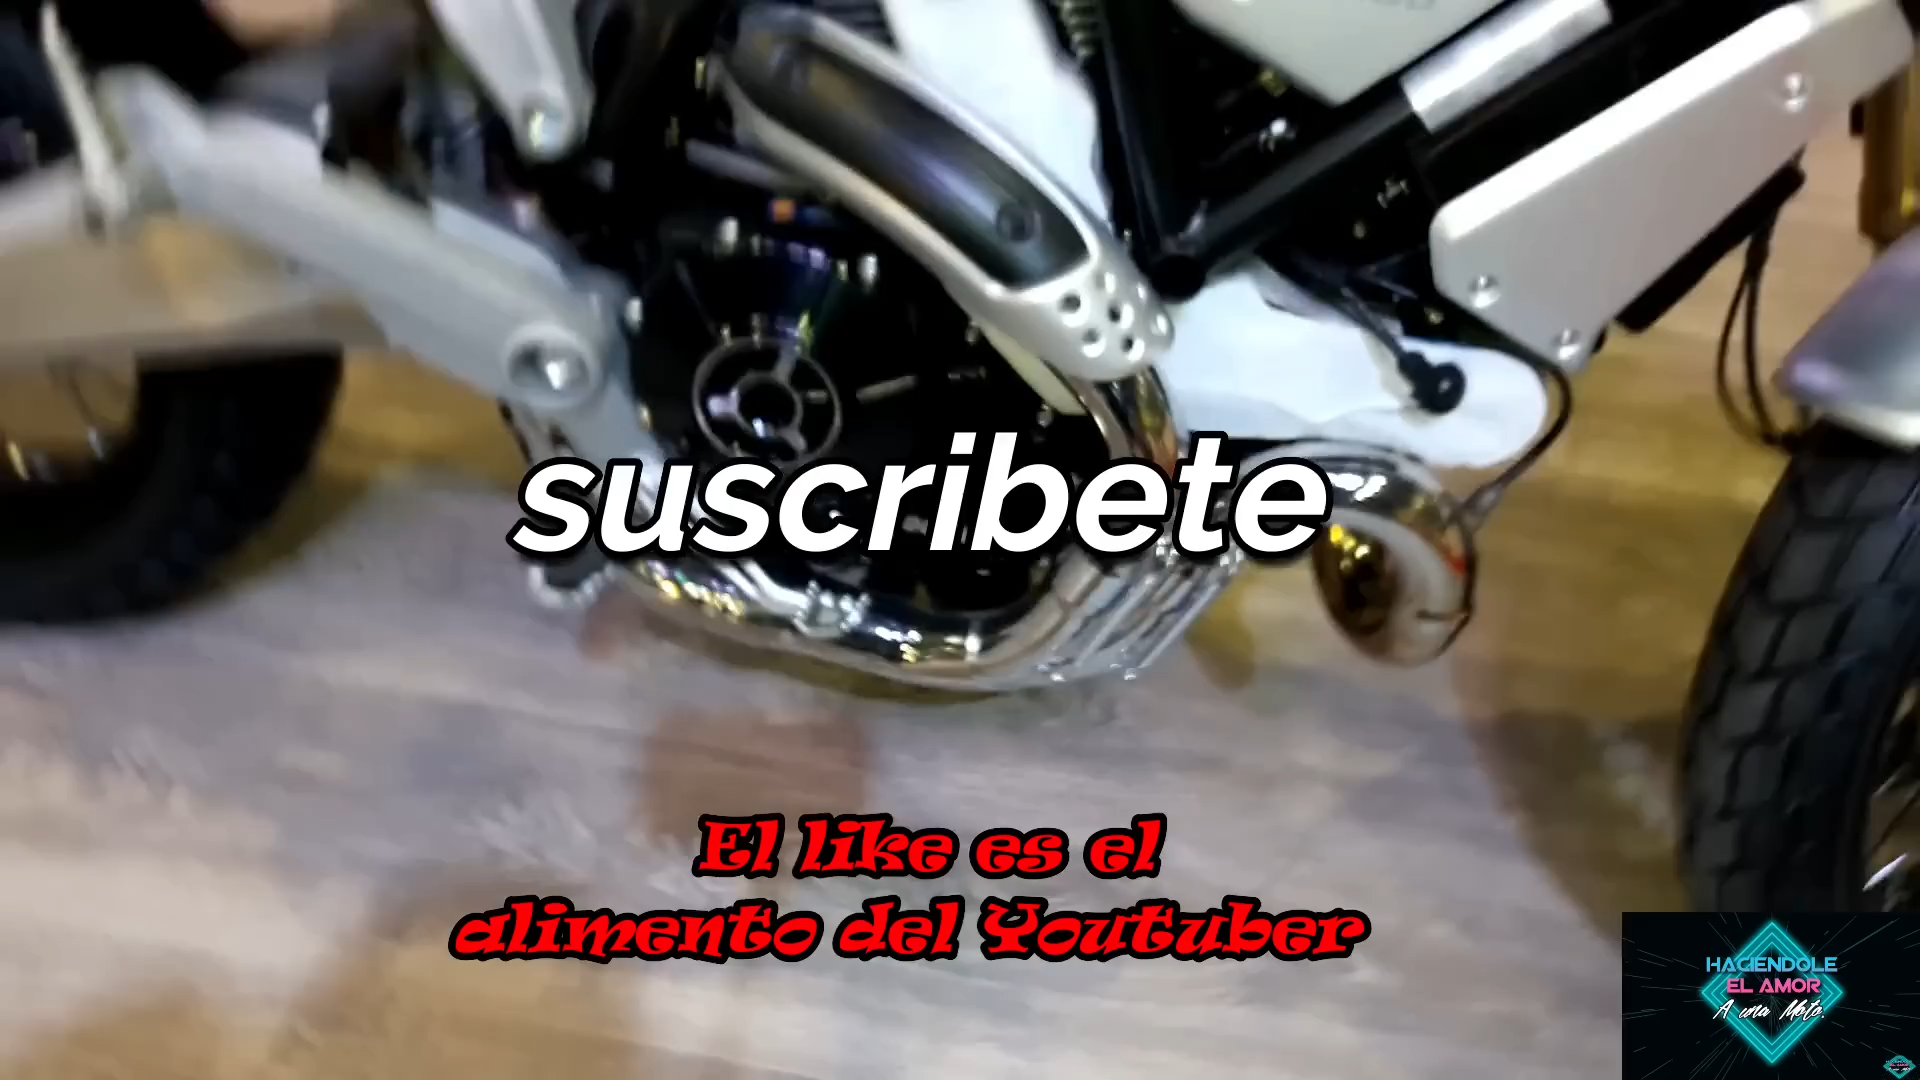 suscribete
El like es el
alimento del Youtuber
HACIENDOLE
EL AMOR
A una Moto.